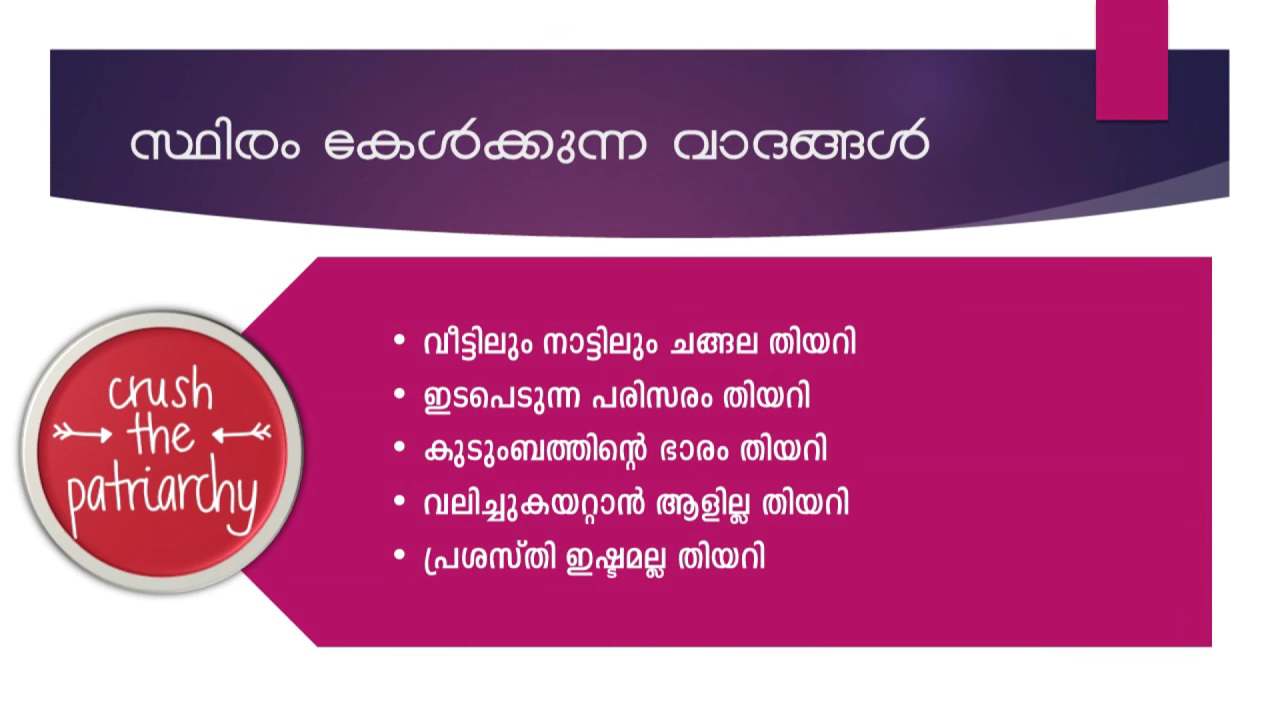 സ്ഥിരം കേൾക്കുന്ന വാദങ്ങൾ
• വീട്ടിലും നാട്ടിലും ചങ്ങല തിയറി
• ഇടപെടുന്ന പരിസരം തിയറി
• കുടുംബത്തിന്റെ ഭാരം തിയറി
• വലിച്ചുകയറ്റാൻ ആളില്ല തിയറി
• പ്രശസ്തി ഇഷ്ടമല്ല തിയറി
crush
the
patriarchy